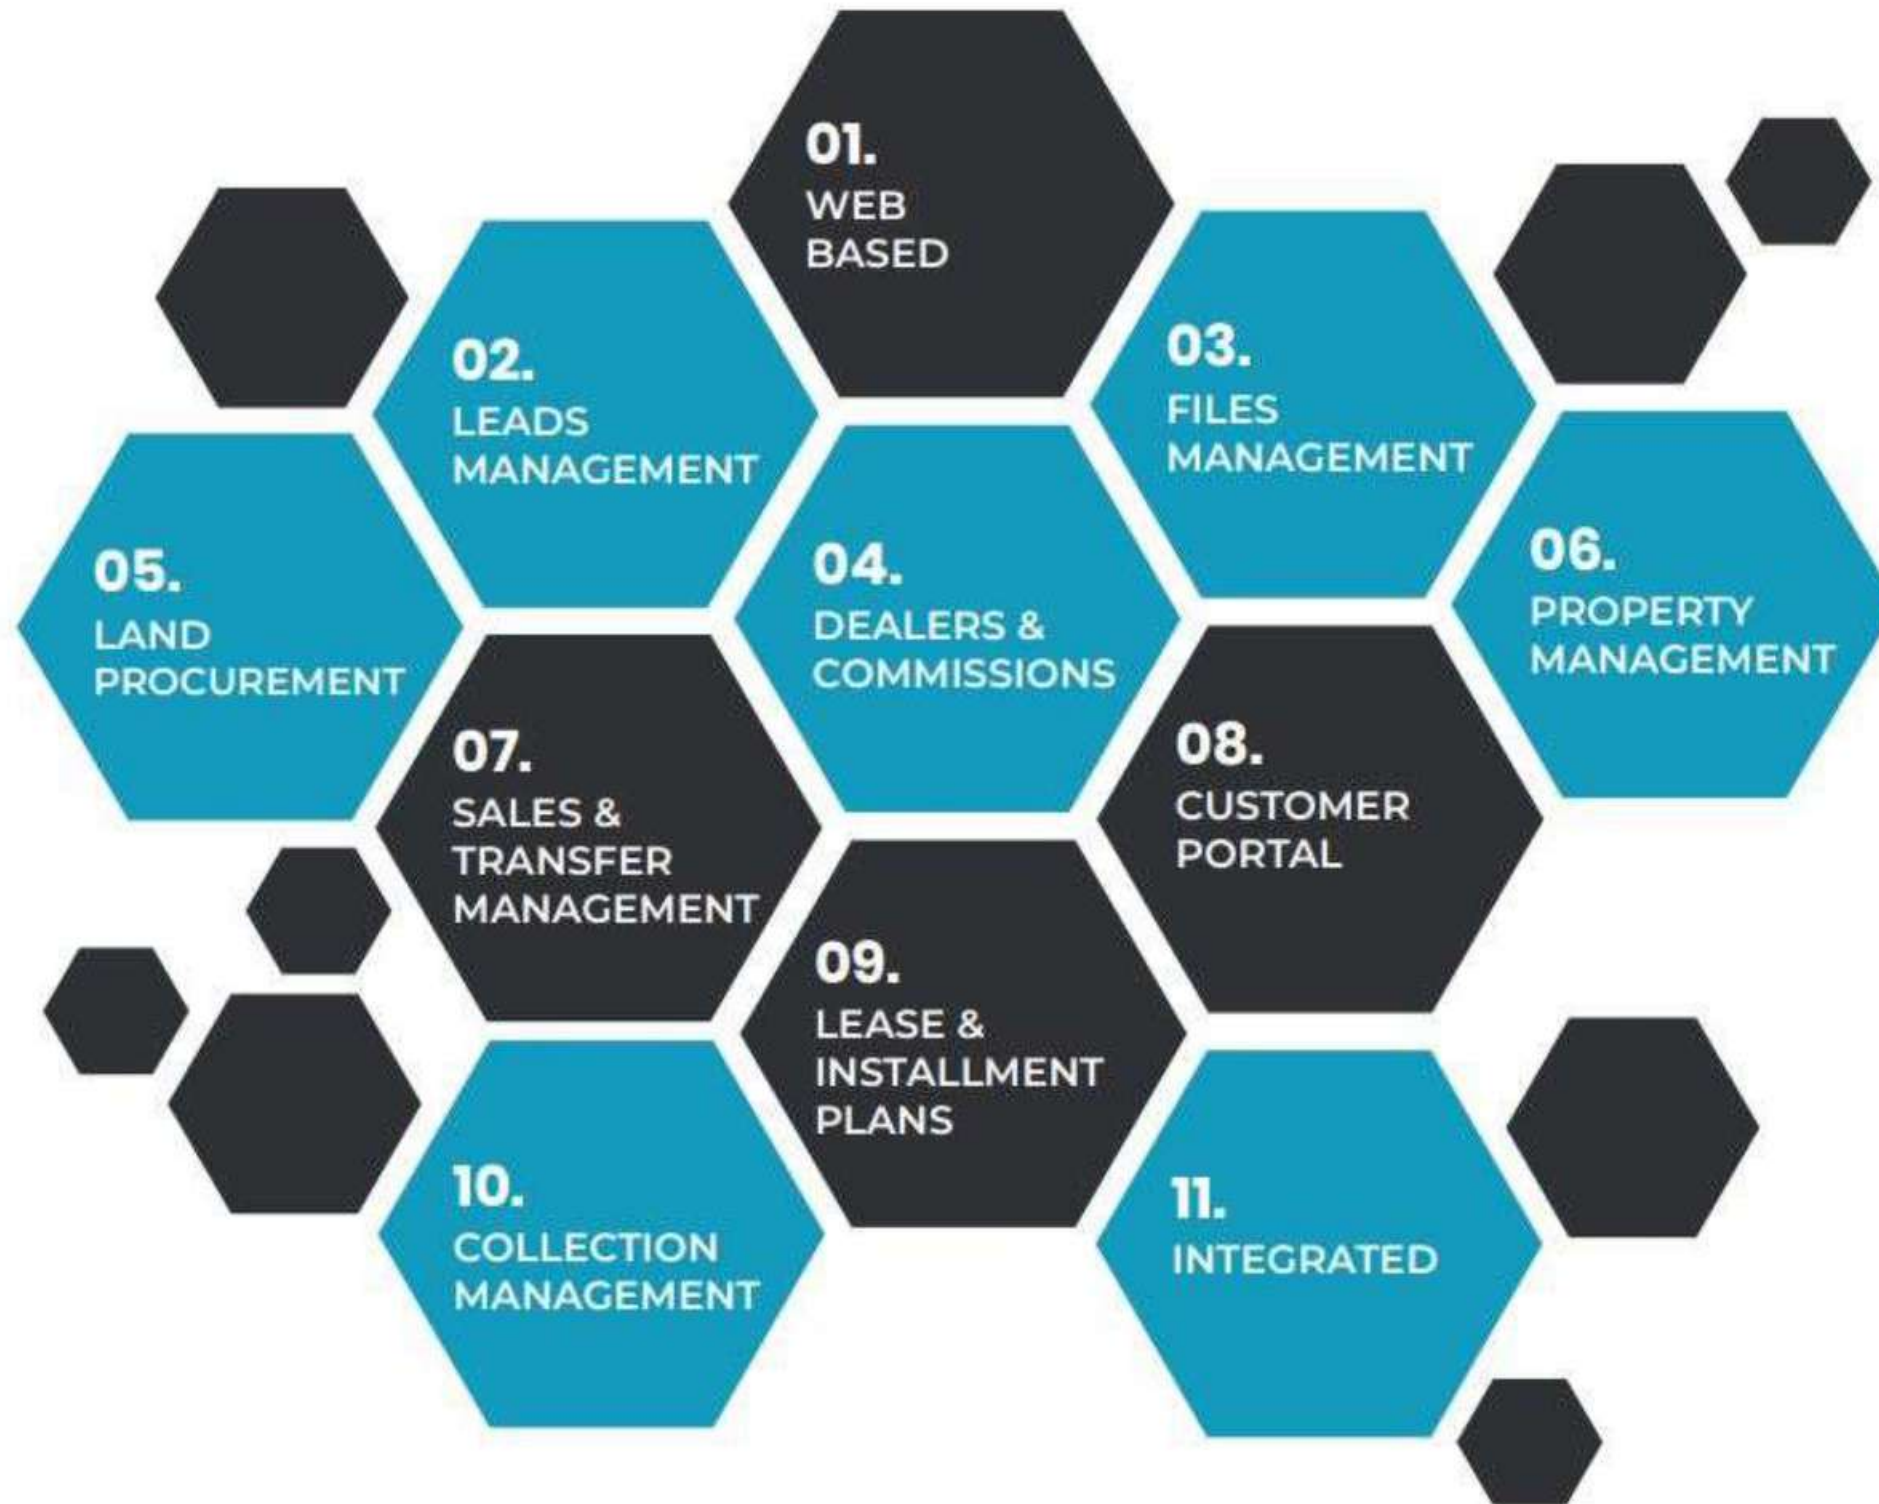 01.
WEB
BASED
02.
LEADS
MANAGEMENT
03.
FILES
MANAGEMENT
04.
DEALERS &
COMMISSIONS
05.
LAND
PROCUREMENT
06.
PROPERTY
MANAGEMENT
07.
SALES &
TRANSFER
MANAGEMENT
08.
CUSTOMER
PORTAL
09.
LEASE &
INSTALLMENT
PLANS
10.
COLLECTION
MANAGEMENT
11.
INTEGRATED